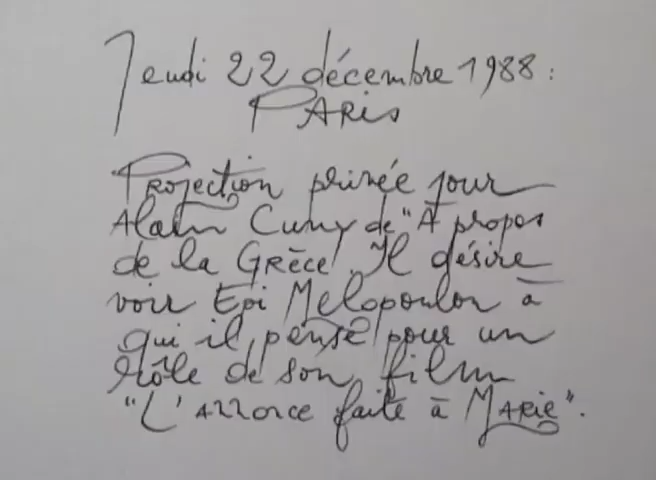 Jeudi 22 décembre 1988 :
PARIS
PROJECTION privée pour
Alain Cuny de "A propos
de la GRÈCE. Il désire
voir Epi Melopoulou à
qui il pense pour un
rôle de son film
"L'ANNONCE faite à MARIE".